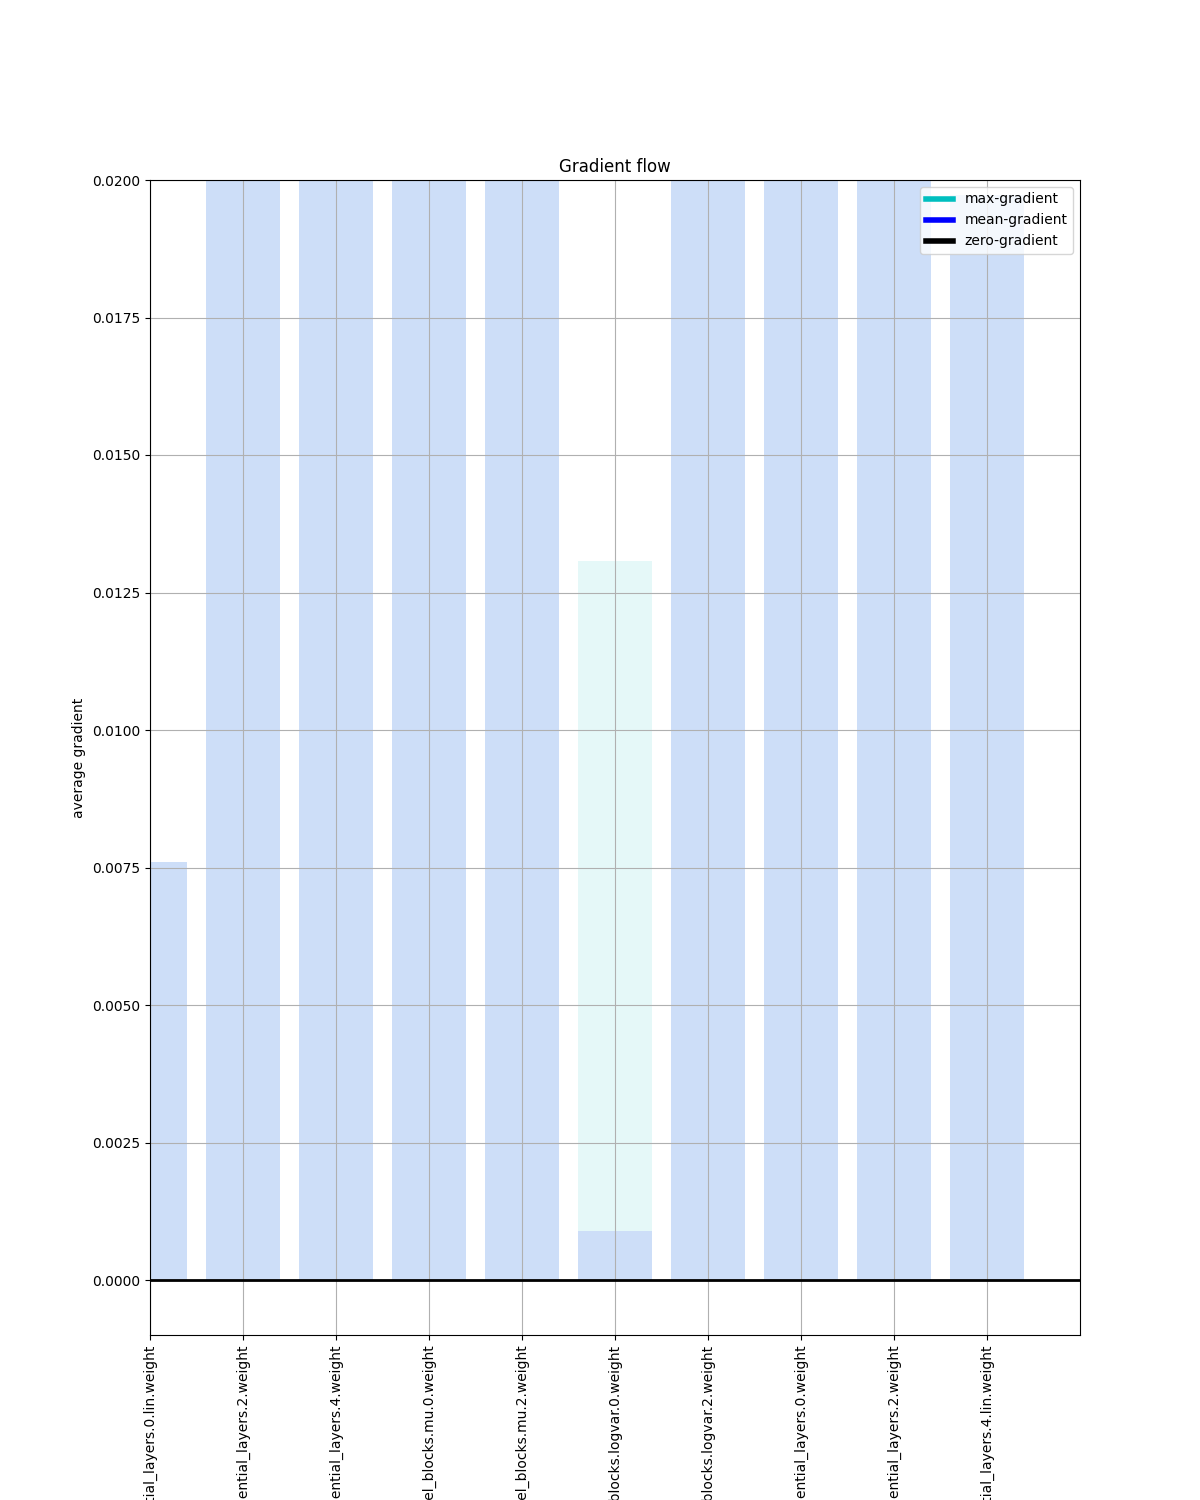 Gradient flow
max-gradient
mean-gradient
zero-gradient
0.0200
0.0175
0.0150
0.0125
0.0100
0.0075
0.0050
0.0025
0.0000
average gradient
tial_layers.0.lin.weight
ential_layers.2.weight
ential_layers.4.weight
el_blocks.mu.0.weight
el_blocks.mu.2.weight
blocks.logvar.0.weight
blocks.logvar.2.weight
ential_layers.0.weight
ential_layers.2.weight
tial_layers.4.lin.weight